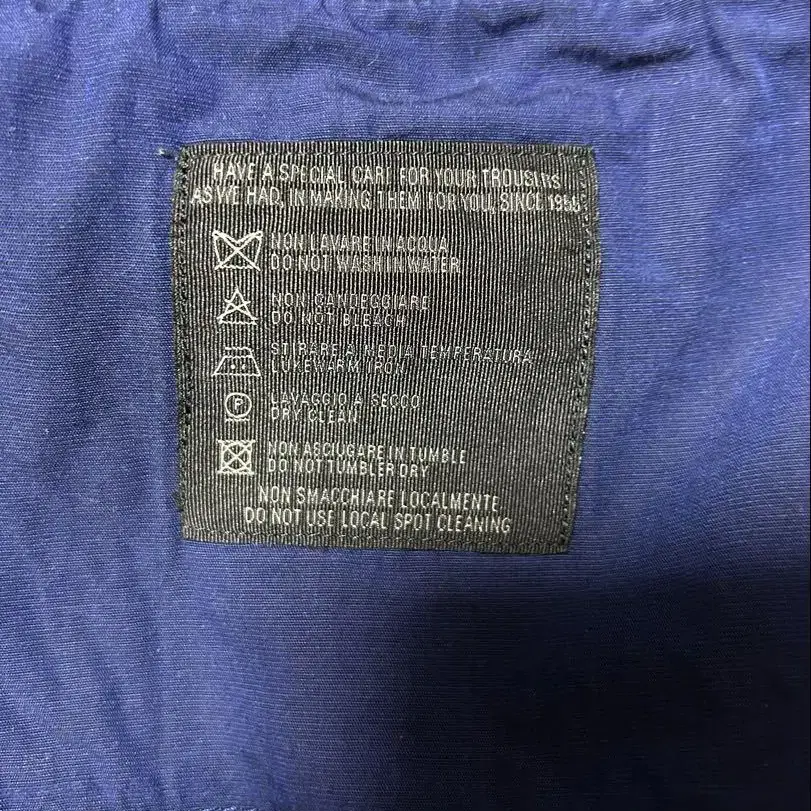 HAVE A SPECIAL CARE FOR YOUR TROUSERS
AS WE HAD, IN MAKING THEM FOR YOU, SINCE
NON LAVARE IN ACQUA
DO NOT WASH IN WATER
NON CANDEGGIARE
DO NOT BLEACH
STIRARE A MEDIA TEMPERATURA
LUKEWARM IRON
P
LAVAGGIO A SECCO
DRY CLEAN
NON ASCIUGARE IN TUMBLE
DO NOT TUMBLER DRY
NON SMACCHIARE LOCALMENTE
DO NOT USE LOCAL SPOT CLEANING